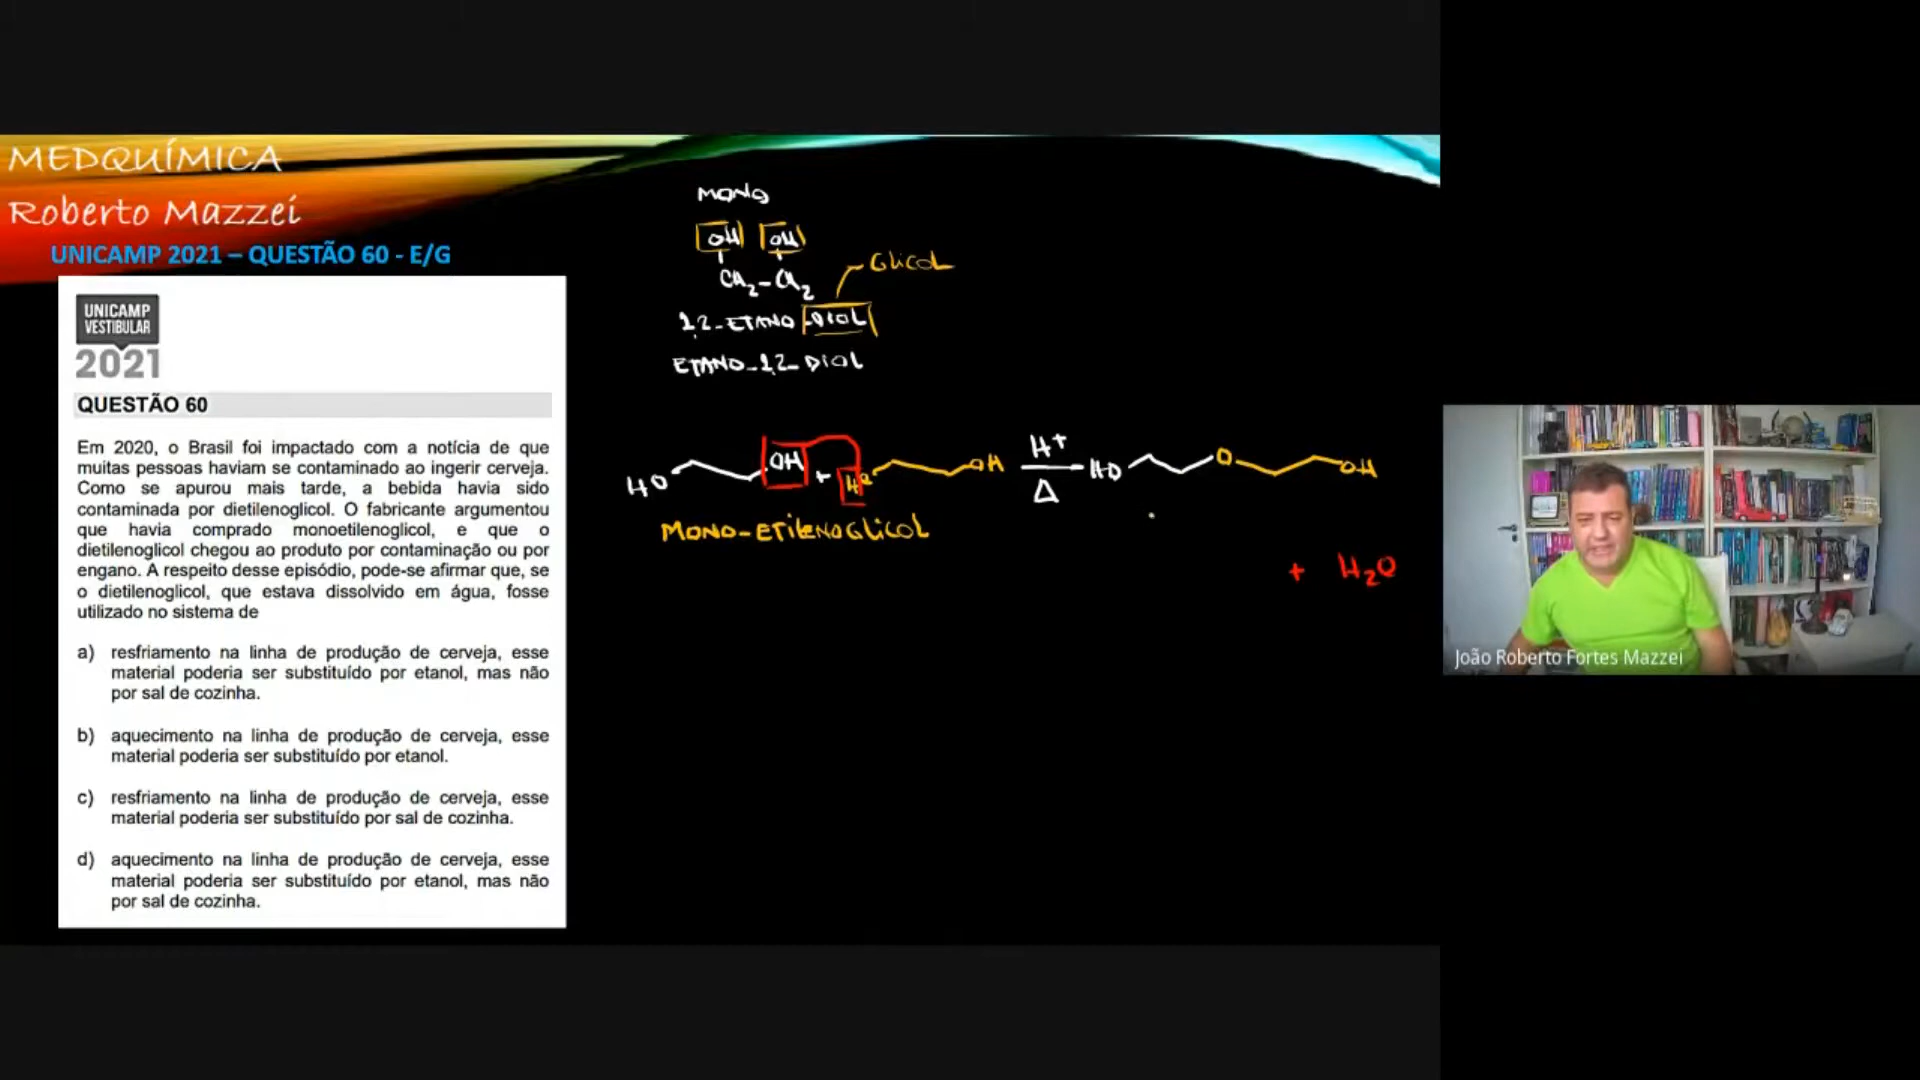 MEDQUÍMICA
Roberto Mazzei
UNICAMP 2021 – QUESTÃO 60 - E/G
UNICAMP
VESTIBULAR
2021
QUESTÃO 60
Em 2020, o Brasil foi impactado com a notícia de que
muitas pessoas haviam se contaminado ao ingerir cerveja.
Como se apurou mais tarde, a bebida havia sido
contaminada por dietilenoglicol. O fabricante argumentou
que havia comprado monoetilenoglicol, e que o
dietilenoglicol chegou ao produto por contaminação ou por
engano. A respeito desse episódio, pode-se afirmar que, se
o dietilenoglicol, que estava dissolvido em água, fosse
utilizado no sistema de
a) resfriamento na linha de produção de cerveja, esse
material poderia ser substituído por etanol, mas não
por sal de cozinha.
b) aquecimento na linha de produção de cerveja, esse
material poderia ser substituído por etanol.
c) resfriamento na linha de produção de cerveja, esse
material poderia ser substituído por sal de cozinha.
d) aquecimento na linha de produção de cerveja, esse
material poderia ser substituído por etanol, mas não
por sal de cozinha.
MONO
OH OH
CH2-CH2
GLICOL
1,2-ETANO-DIOL
ETANO-1,2-DIOL
HO OH + HO OH H+ Δ HO O OH
MONO-ETILENOGLICOL
+ H2O
João Roberto Fortes Mazzei